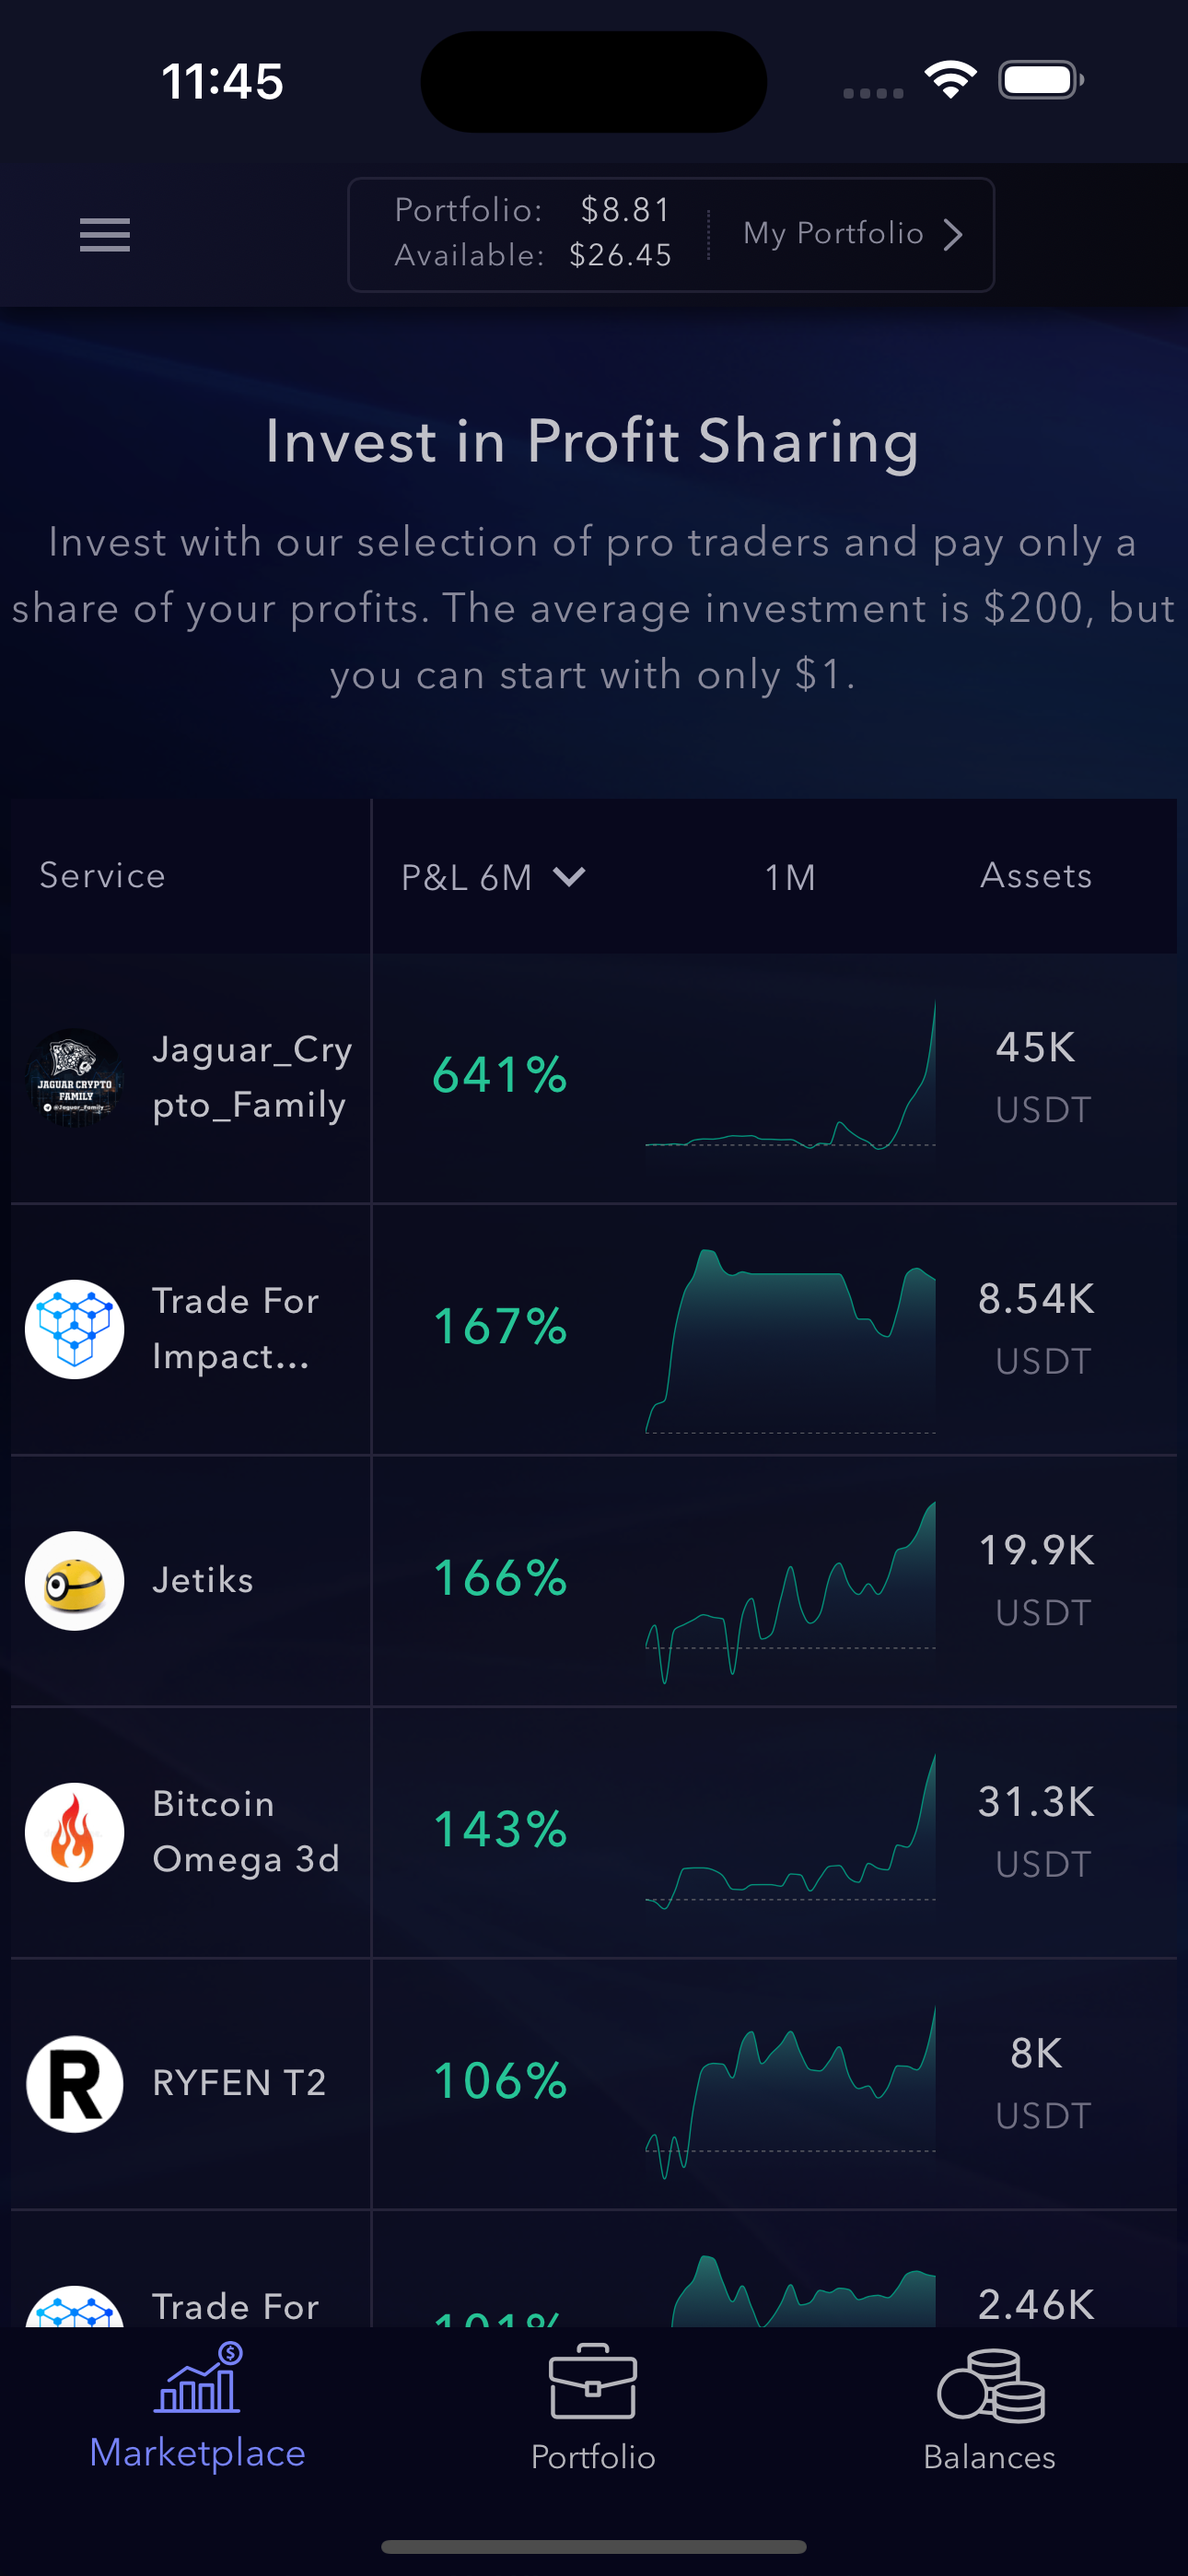 11:45
Portfolio: $8.81
Available: $26.45
My Portfolio
Invest in Profit Sharing
Invest with our selection of pro traders and pay only a
share of your profits. The average investment is $200, but
you can start with only $1.
Service P&L 6M 1M Assets
JAGUAR CRYPTO
FAMILY
@Jaguar_Family
Jaguar_Cry
pto_Family
641%
45K
USDT
Trade For
Impact...
167%
8.54K
USDT
Jetiks
166%
19.9K
USDT
Bitcoin
Omega 3d
143%
31.3K
USDT
R
RYFEN T2
106%
8K
USDT
Trade For
101%
2.46K
$
Marketplace Portfolio Balances